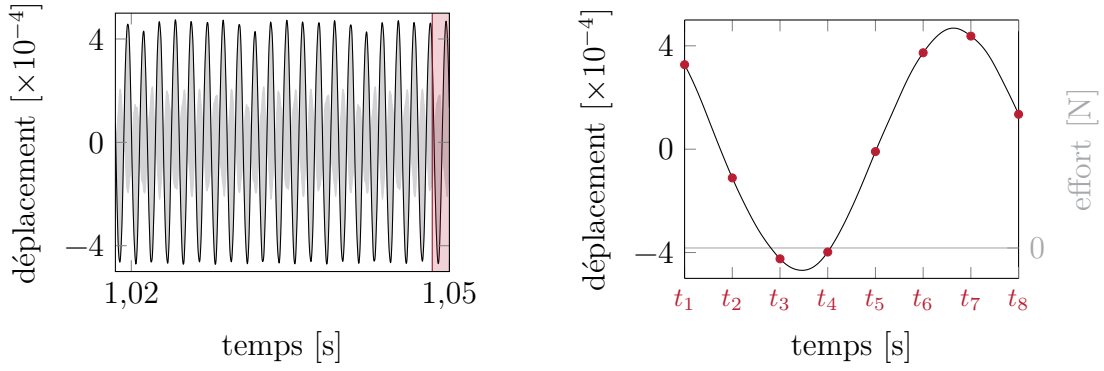 déplacement [×10⁻⁴]
4
0
−4
1,02
1,05
temps [s]
déplacement [×10⁻⁴]
4
0
−4
t₁ t₂ t₃ t₄ t₅ t₆ t₇ t₈
temps [s]
0
effort [N]